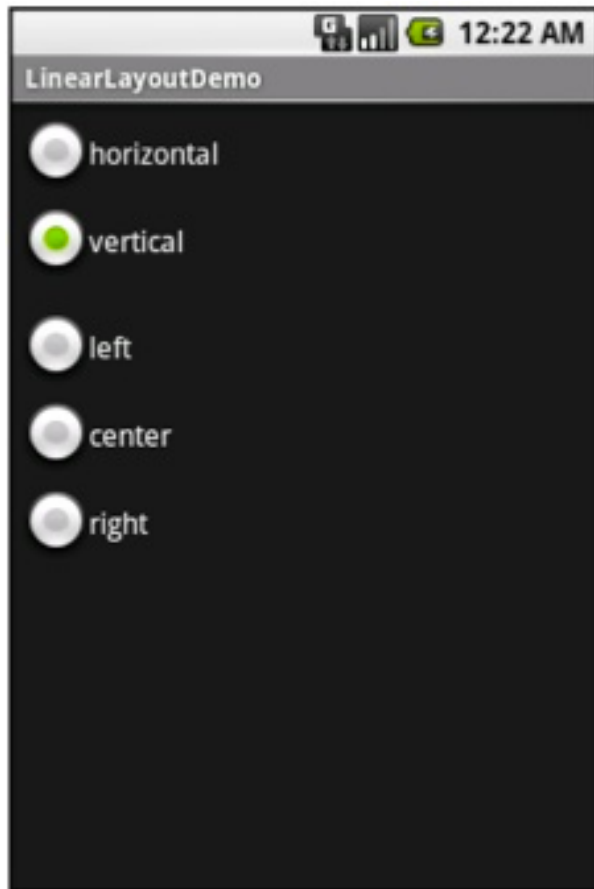 12:22 AM
LinearLayoutDemo
horizontal
vertical
left
center
right